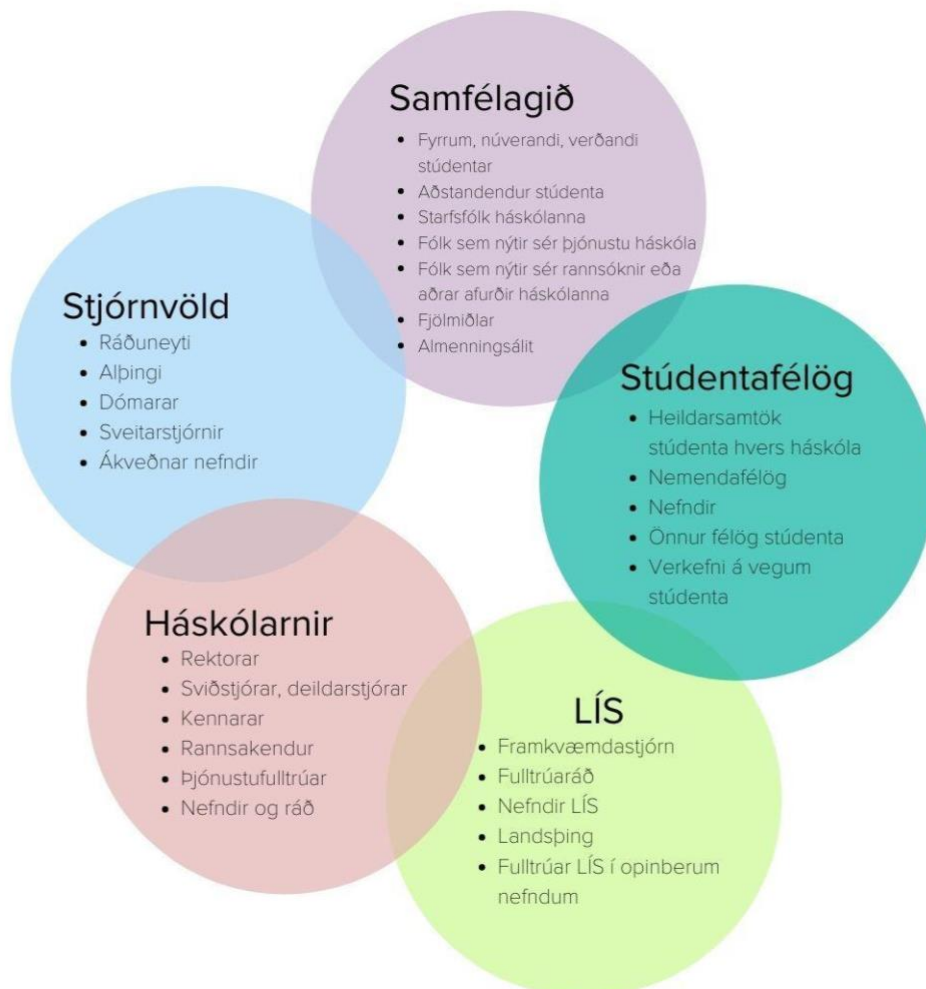 Samfélagið
• Fyrrum, núverandi, verðandi
stúdentar
• Aðstandendur stúdenta
• Starfsfólk háskólanna
• Fólk sem nýtir sér þjónustu háskóla
• Fólk sem nýtir sér rannsóknir eða
aðrar afurðir háskólanna
• Fjölmiðlar
• Almenningsálit
Stjórnvöld
• Ráðuneyti
• Alþingi
• Dómarar
• Sveitarstjórnir
• Ákveðnar nefndir
Stúdentafélög
• Heildarsamtök
stúdenta hvers háskóla
• Nemendafélög
• Nefndir
• Önnur félög stúdenta
• Verkefni á vegum
stúdenta
Háskólarnir
• Rektorar
• Sviðstjórar, deildarstjórar
• Kennarar
• Rannsakendur
• Þjónustufulltrúar
• Nefndir og ráð
LÍS
• Framkvæmdastjórn
• Fulltrúaráð
• Nefndir LÍS
• Landsþing
• Fulltrúar LÍS í opinberum
nefndum